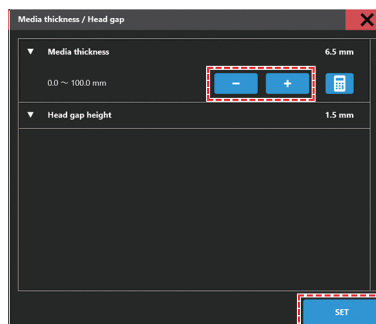 Media thickness / Head gap
▼ Media thickness 6.5 mm
0.0 ～ 100.0 mm − +
▼ Head gap height 1.5 mm
SET